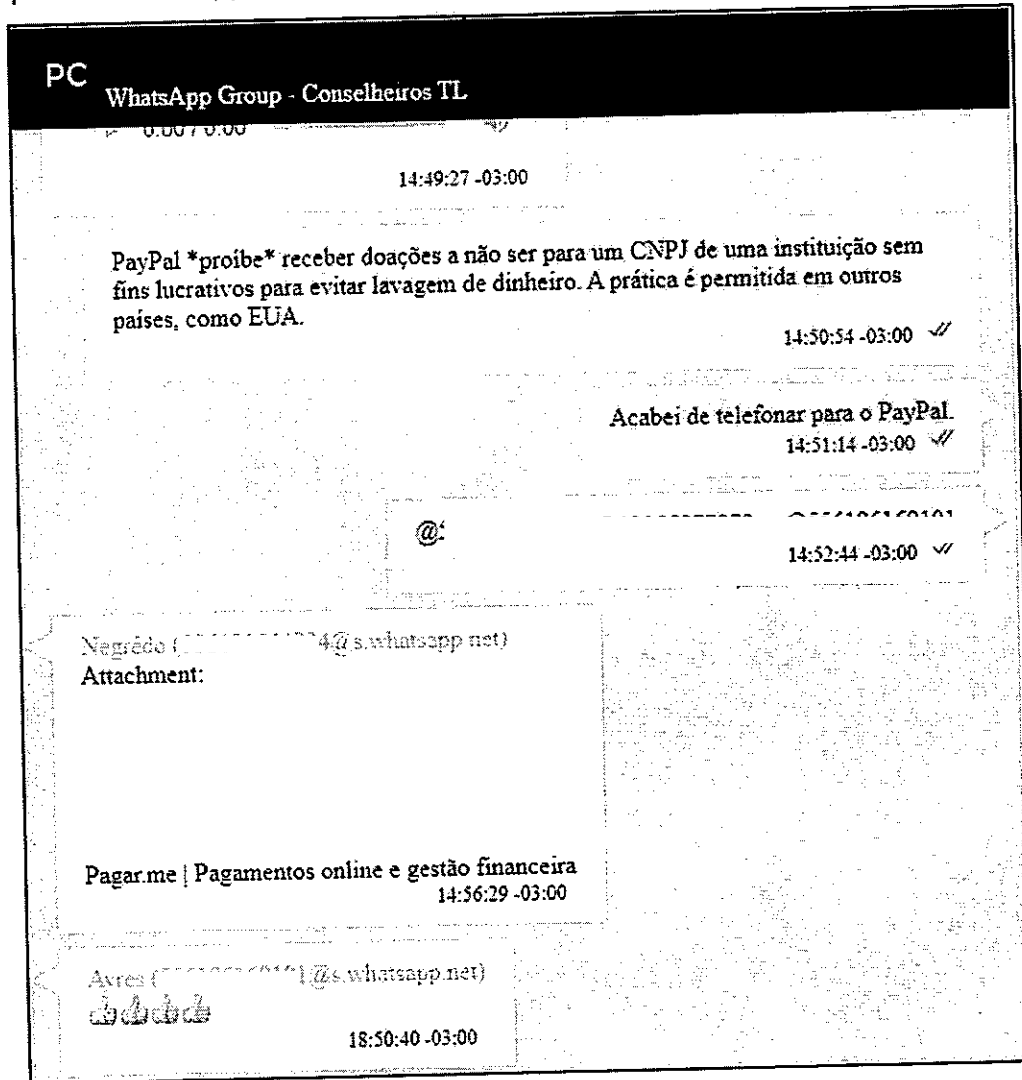 PC
WhatsApp Group - Conselheiros TL
0:00 / 0:00
14:49:27 -03:00
PayPal *proíbe* receber doações a não ser para um CNPJ de uma instituição sem
fins lucrativos para evitar lavagem de dinheiro. A prática é permitida em outros
países, como EUA.
14:50:54 -03:00
Acabei de telefonar para o PayPal.
14:51:14 -03:00
@
14:52:44 -03:00
Negrêdo ( 4@s.whatsapp.net)
Attachment:
Pagar.me | Pagamentos online e gestão financeira
14:56:29 -03:00
Ayres ( 1@s.whatsapp.net)
18:50:40 -03:00